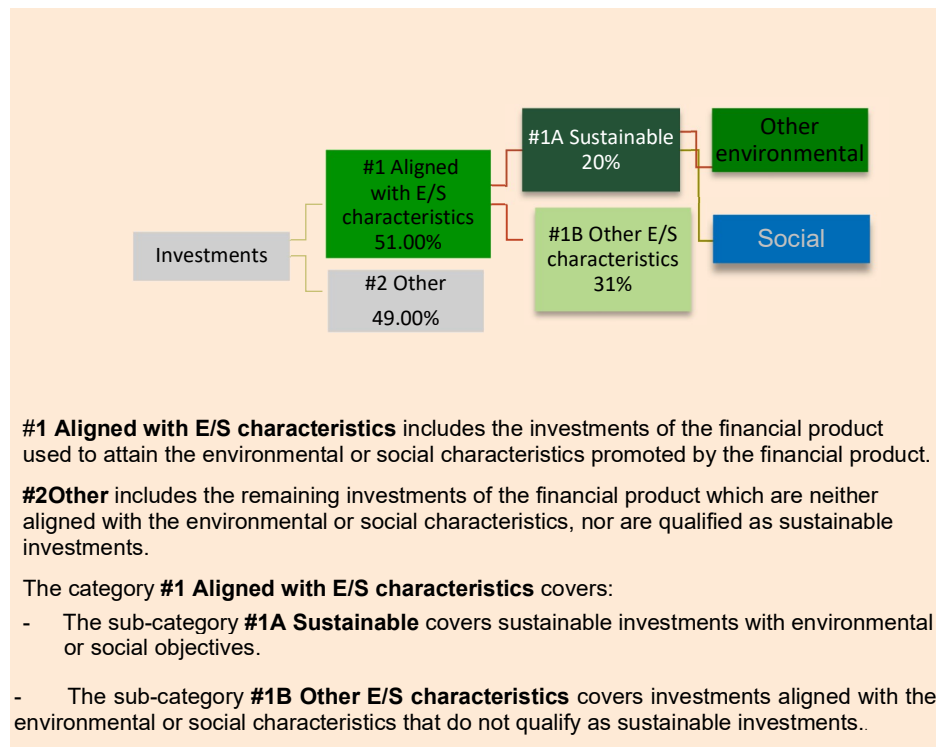 #1A Sustainable
20%
Other
environmental
#1 Aligned
with E/S
characteristics
51.00%
#1B Other E/S
characteristics
31%
Social
Investments
#2 Other
49.00%
#1 Aligned with E/S characteristics includes the investments of the financial product
used to attain the environmental or social characteristics promoted by the financial product.
#2Other includes the remaining investments of the financial product which are neither
aligned with the environmental or social characteristics, nor are qualified as sustainable
investments.
The category #1 Aligned with E/S characteristics covers:
- The sub-category #1A Sustainable covers sustainable investments with environmental
or social objectives.
- The sub-category #1B Other E/S characteristics covers investments aligned with the
environmental or social characteristics that do not qualify as sustainable investments..